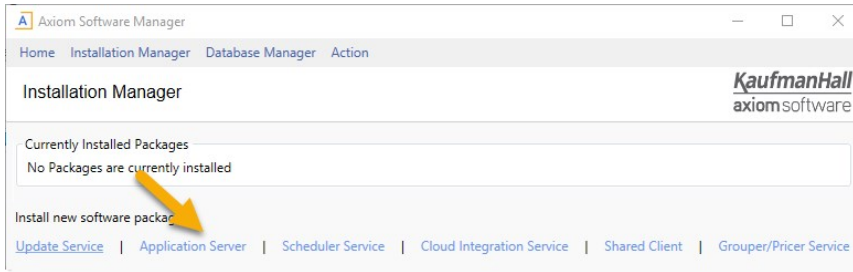 A Axiom Software Manager
Home Installation Manager Database Manager Action
Installation Manager
KaufmanHall
axiomsoftware
Currently Installed Packages
No Packages are currently installed
Install new software packag
Update Service | Application Server | Scheduler Service | Cloud Integration Service | Shared Client | Grouper/Pricer Service